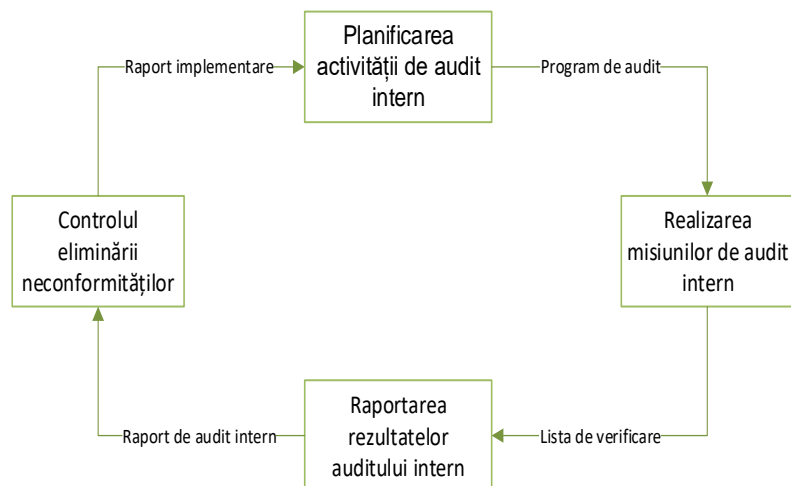 Planificarea
activității de audit
intern
Raport implementare
Program de audit
Controlul
eliminării
neconformităților
Realizarea
misiunilor de audit
intern
Raportarea
rezultatelor
auditului intern
Raport de audit intern
Lista de verificare